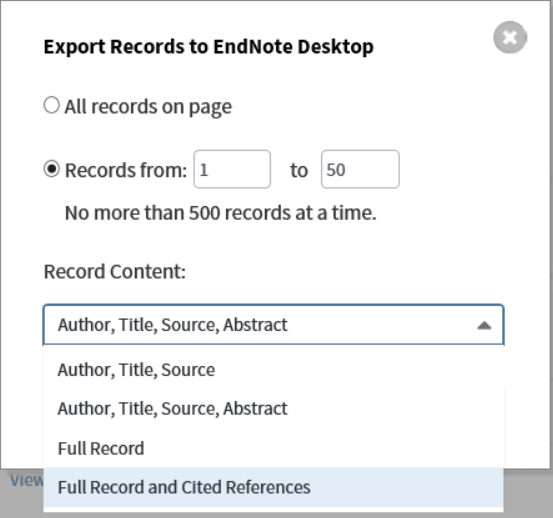 Export Records to EndNote Desktop
All records on page
Records from: 1 to 50
No more than 500 records at a time.
Record Content:
Author, Title, Source, Abstract
Author, Title, Source
Author, Title, Source, Abstract
Full Record
View
Full Record and Cited References